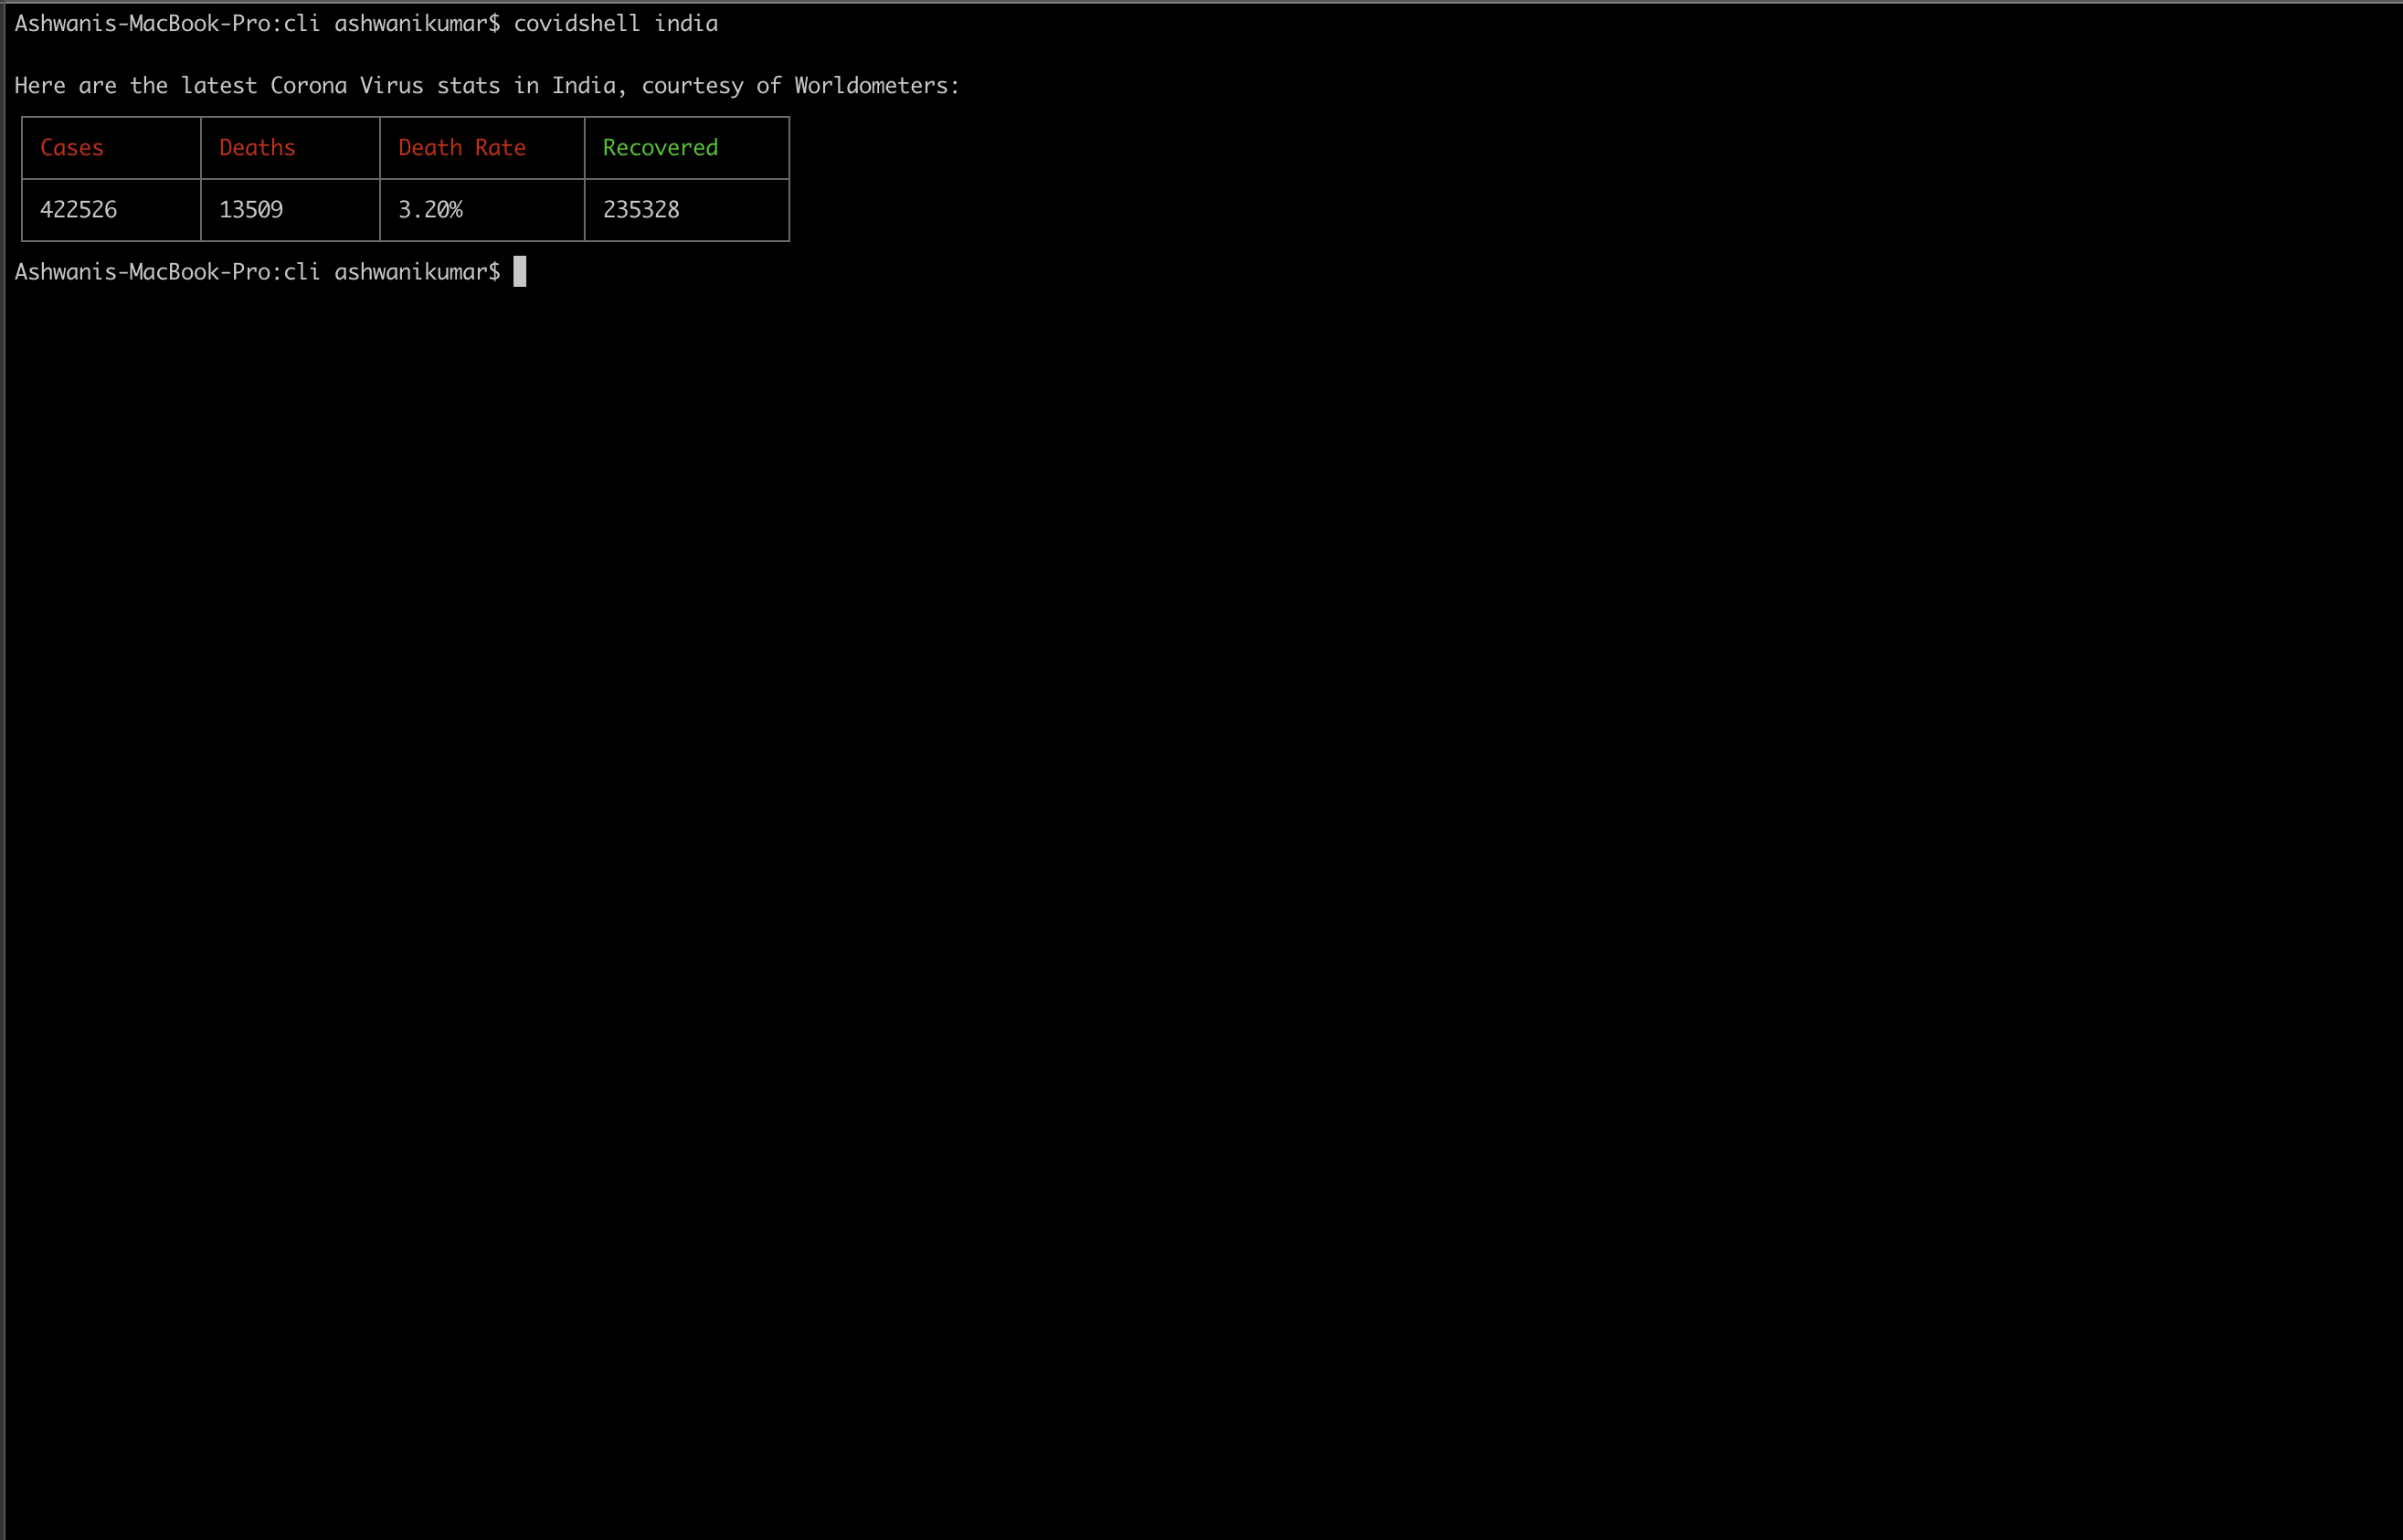 Ashwanis-MacBook-Pro:cli ashwanikumar$ covidshell india
Here are the latest Corona Virus stats in India, courtesy of Worldometers:
Cases Deaths Death Rate Recovered
422526 13509 3.20% 235328
Ashwanis-MacBook-Pro:cli ashwanikumar$